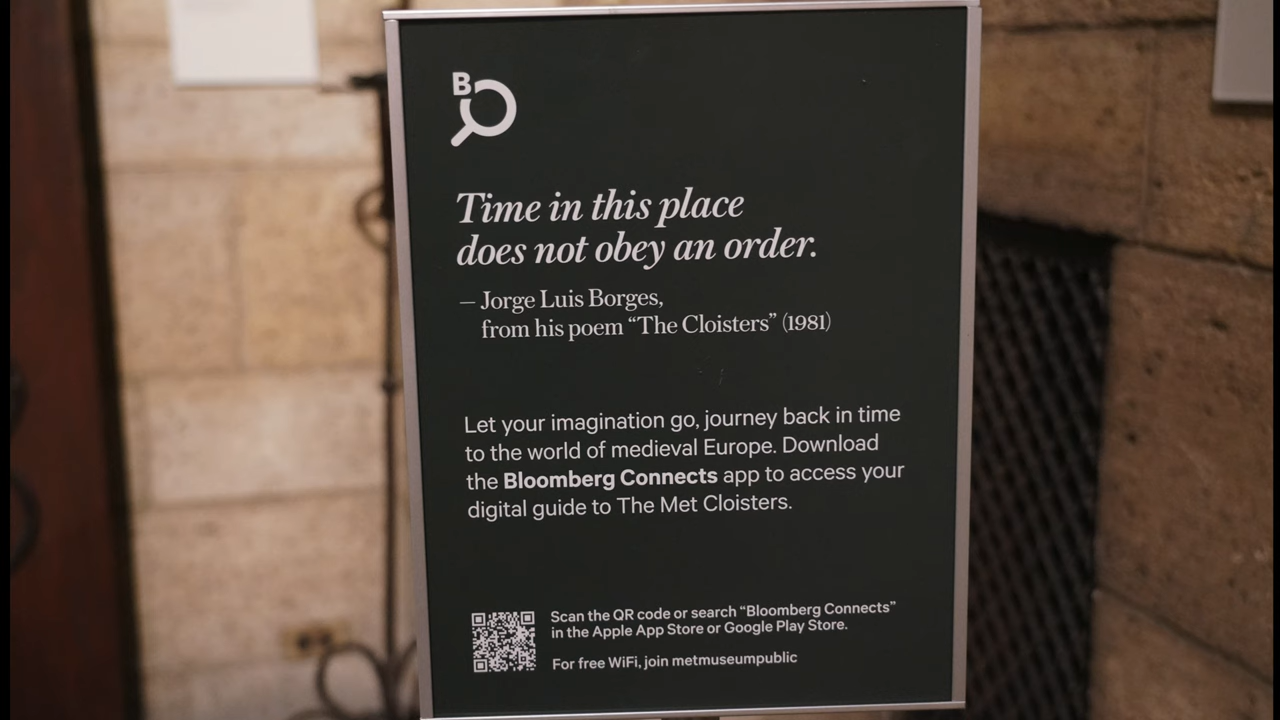 B
Time in this place
does not obey an order.
— Jorge Luis Borges,
from his poem “The Cloisters” (1981)
Let your imagination go, journey back in time
to the world of medieval Europe. Download
the Bloomberg Connects app to access your
digital guide to The Met Cloisters.
Scan the QR code or search “Bloomberg Connects”
in the Apple App Store or Google Play Store.
For free WiFi, join metmuseumpublic